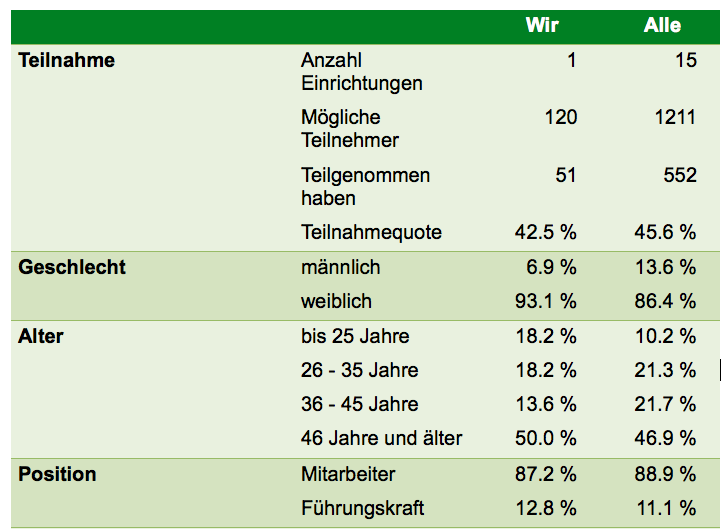 Wir Alle
Teilnahme Anzahl 1 15
Einrichtungen
Mögliche 120 1211
Teilnehmer
Teilgenommen 51 552
haben
Teilnahmequote 42.5 % 45.6 %
Geschlecht männlich 6.9 % 13.6 %
weiblich 93.1 % 86.4 %
Alter bis 25 Jahre 18.2 % 10.2 %
26 - 35 Jahre 18.2 % 21.3 %
36 - 45 Jahre 13.6 % 21.7 %
46 Jahre und älter 50.0 % 46.9 %
Position Mitarbeiter 87.2 % 88.9 %
Führungskraft 12.8 % 11.1 %